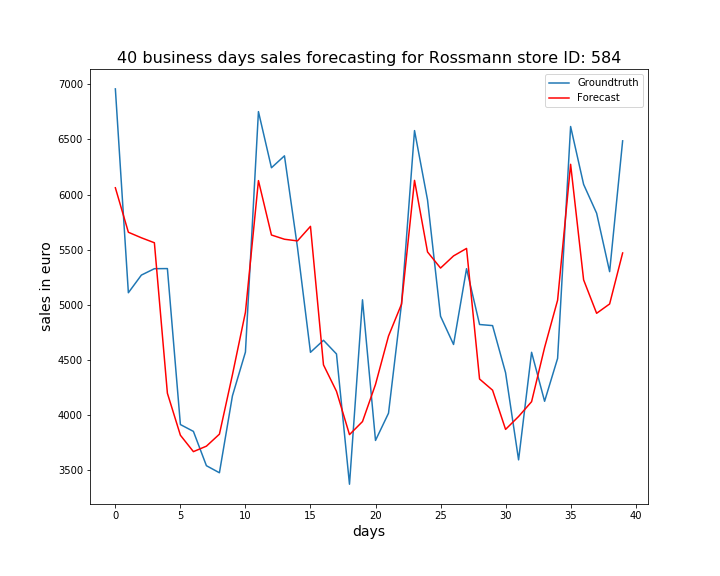 40 business days sales forecasting for Rossmann store ID: 584
Groundtruth
Forecast
sales in euro
7000
6500
6000
5500
5000
4500
4000
3500
0 5 10 15 20 25 30 35 40
days